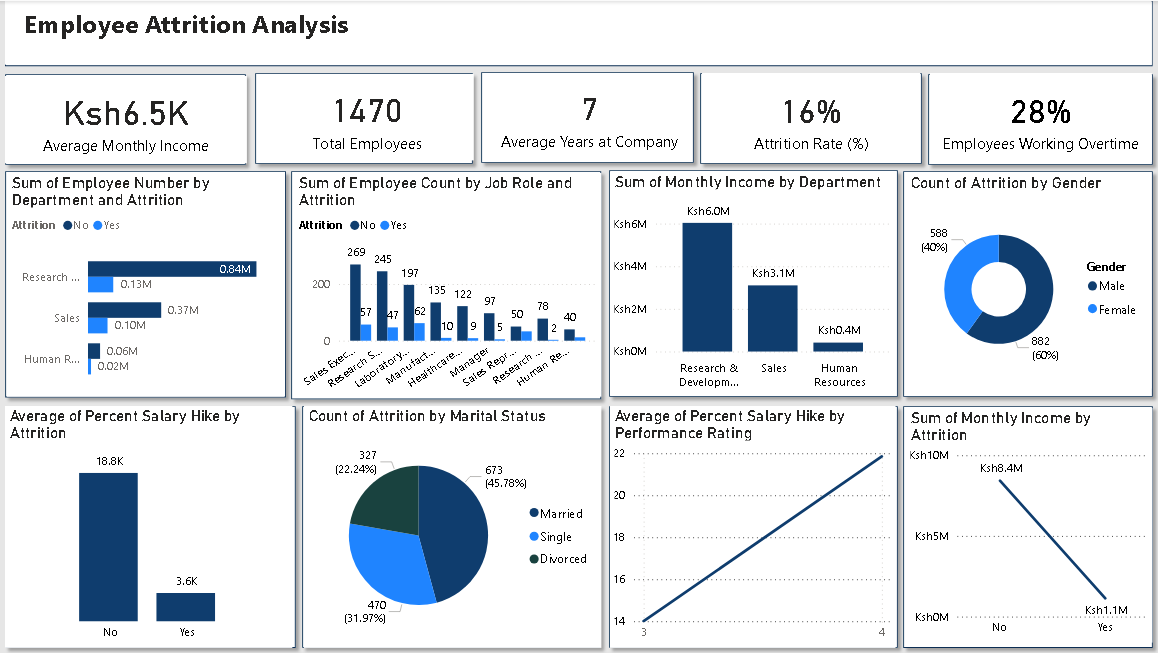 Employee Attrition Analysis
Ksh6.5K
Average Monthly Income
1470
Total Employees
7
Average Years at Company
16%
Attrition Rate (%)
28%
Employees Working Overtime
Sum of Employee Number by
Department and Attrition
Attrition No Yes
Research ...
0.84M
0.13M
Sales
0.37M
0.10M
Human R...
0.06M
0.02M
Sum of Employee Count by Job Role and
Attrition
Attrition No Yes
200
0
269
57
245
47
197
62
135
10
122
9
97
5
50
78
2
40
Sales Exec...
Research S...
Laboratory...
Manufact...
Healthcare...
Manager
Sales Repr...
Research ...
Human Re...
Sum of Monthly Income by Department
Ksh6M
Ksh4M
Ksh2M
Ksh0M
Ksh6.0M
Ksh3.1M
Ksh0.4M
Research &
Developm...
Sales
Human
Resources
Count of Attrition by Gender
588
(40%)
882
(60%)
Gender
Male
Female
Average of Percent Salary Hike by
Attrition
18.8K
3.6K
No
Yes
Count of Attrition by Marital Status
327
(22.24%)
673
(45.78%)
470
(31.97%)
Married
Single
Divorced
Average of Percent Salary Hike by
Performance Rating
22
20
18
16
14
3
4
Sum of Monthly Income by
Attrition
Ksh10M
Ksh5M
Ksh0M
Ksh8.4M
Ksh1.1M
No
Yes